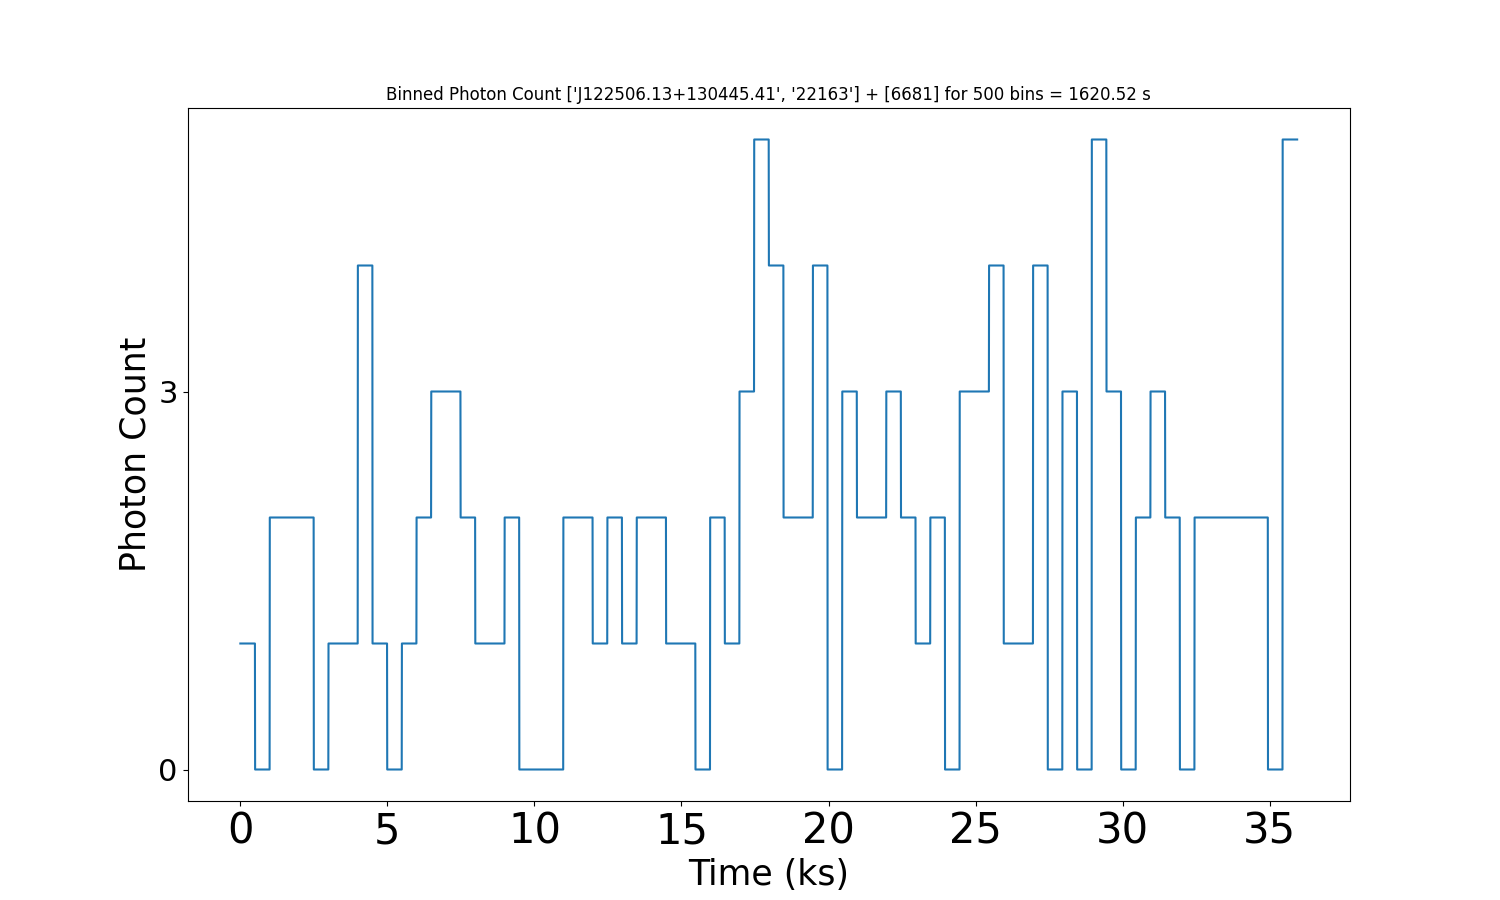 Binned Photon Count ['J122506.13+130445.41', '22163'] + [6681] for 500 bins = 1620.52 s
Photon Count
3
0
0 5 10 15 20 25 30 35
Time (ks)